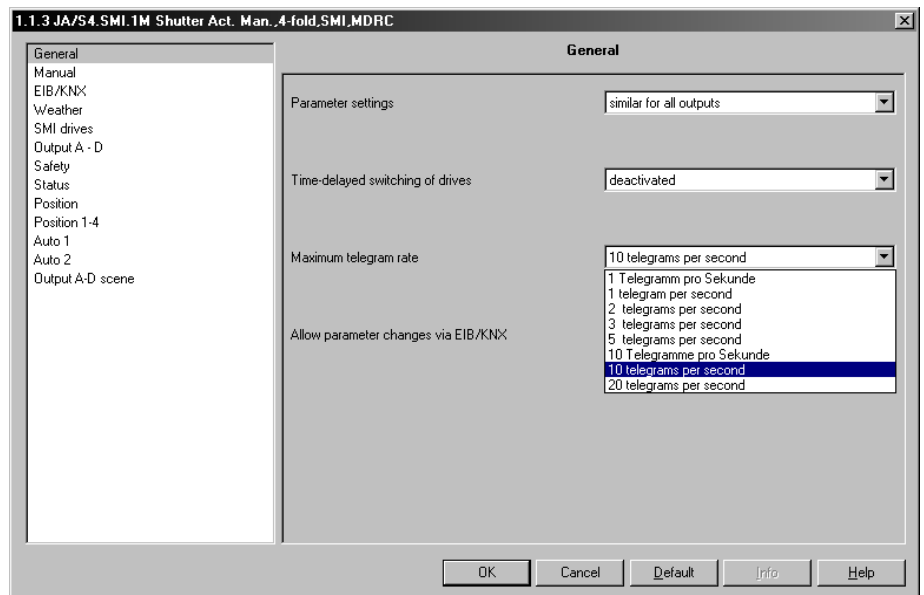 1.1.3 JA/S4.SMI.1M Shutter Act. Man.,4-fold,SMI,MDRC
General
Manual
EIB/KNX
Weather
SMI drives
Output A - D
Safety
Status
Position
Position 1-4
Auto 1
Auto 2
Output A-D scene
General
Parameter settings
similar for all outputs
Time-delayed switching of drives
deactivated
Maximum telegram rate
10 telegrams per second
1 Telegramm pro Sekunde
1 telegram per second
2 telegrams per second
3 telegrams per second
5 telegrams per second
10 Telegramme pro Sekunde
10 telegrams per second
20 telegrams per second
Allow parameter changes via EIB/KNX
OK Cancel Default Info Help